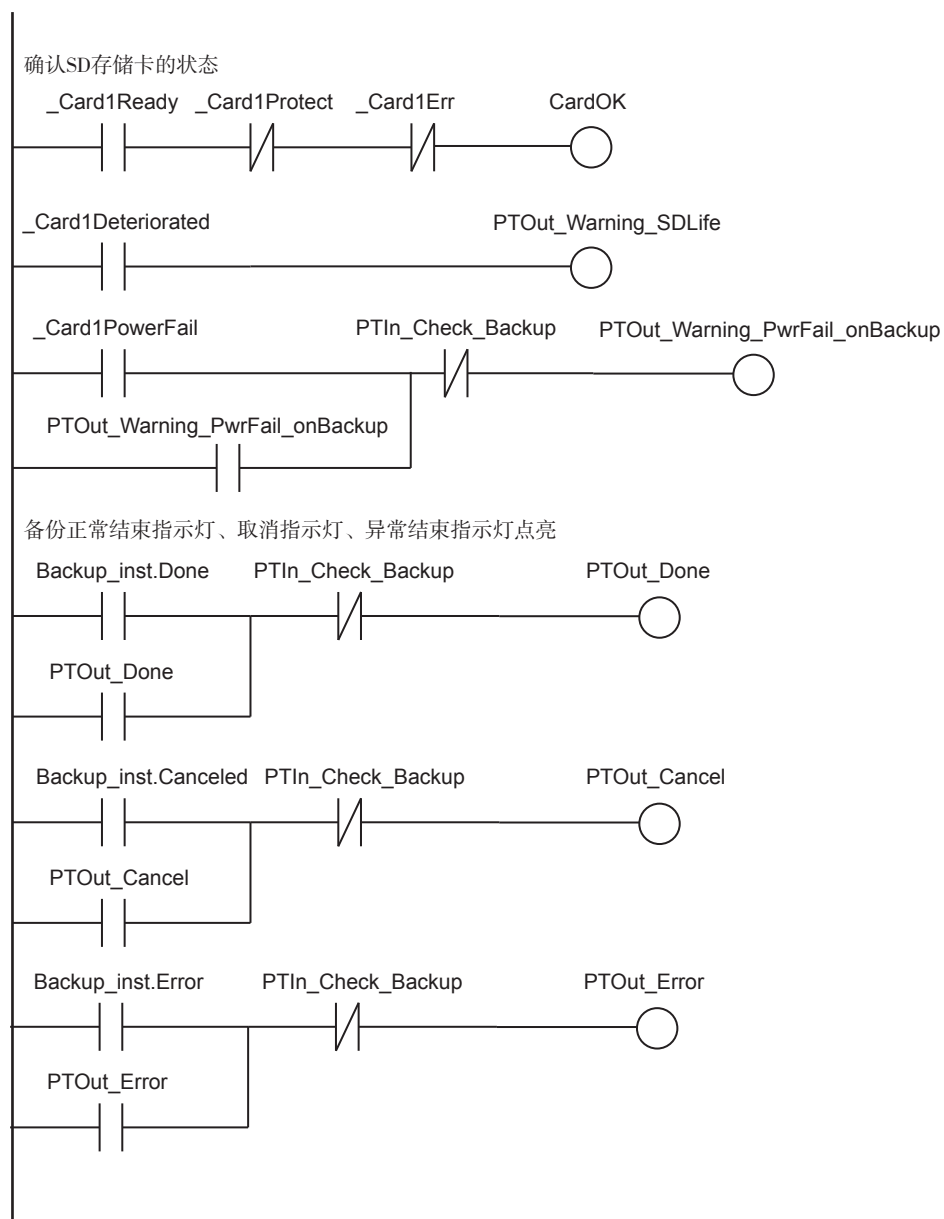 确认SD存储卡的状态
_Card1Ready _Card1Protect _Card1Err CardOK
_Card1Deteriorated PTOut_Warning_SDLife
_Card1PowerFail PTIn_Check_Backup PTOut_Warning_PwrFail_onBackup
PTOut_Warning_PwrFail_onBackup
备份正常结束指示灯、取消指示灯、异常结束指示灯点亮
Backup_inst.Done PTIn_Check_Backup PTOut_Done
PTOut_Done
Backup_inst.Canceled PTIn_Check_Backup PTOut_Cancel
PTOut_Cancel
Backup_inst.Error PTIn_Check_Backup PTOut_Error
PTOut_Error